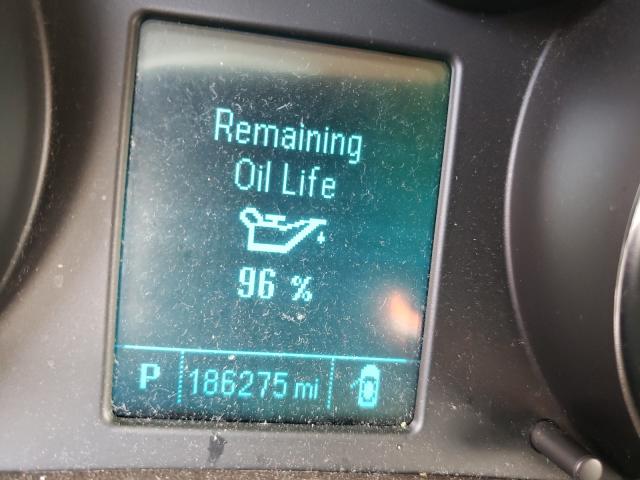 Remaining
Oil Life
96 %
P 186275 mi